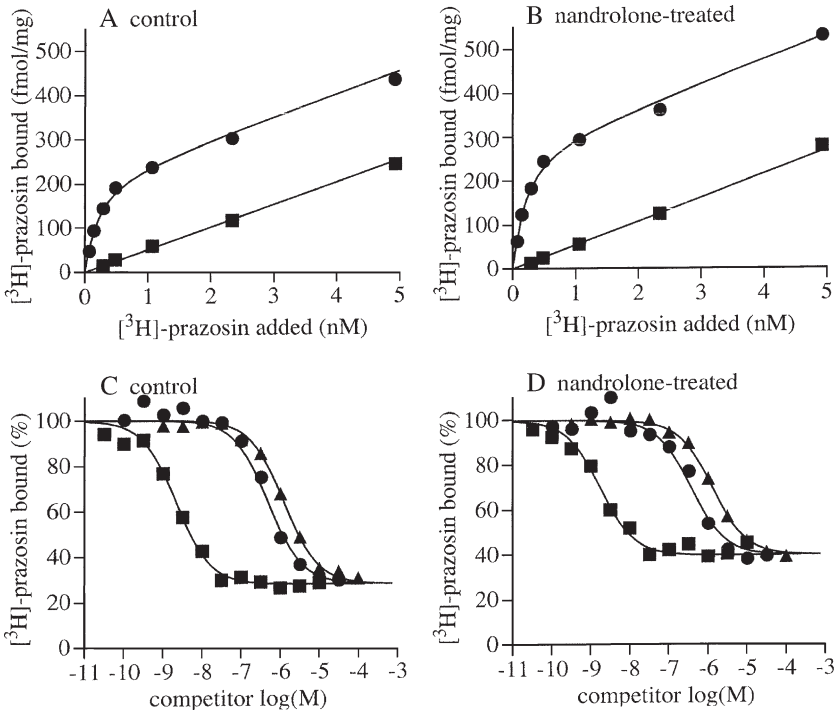 A control
[³H]-prazosin bound (fmol/mg)
500
400
300
200
100
0
0 1 2 3 4 5
[³H]-prazosin added (nM)
B nandrolone-treated
[³H]-prazosin bound (fmol/mg)
500
400
300
200
100
0
0 1 2 3 4 5
[³H]-prazosin added (nM)
C control
[³H]-prazosin bound (%)
100
80
60
40
20
0
-11 -10 -9 -8 -7 -6 -5 -4 -3
competitor log(M)
D nandrolone-treated
[³H]-prazosin bound (%)
100
80
60
40
20
0
-11 -10 -9 -8 -7 -6 -5 -4 -3
competitor log(M)